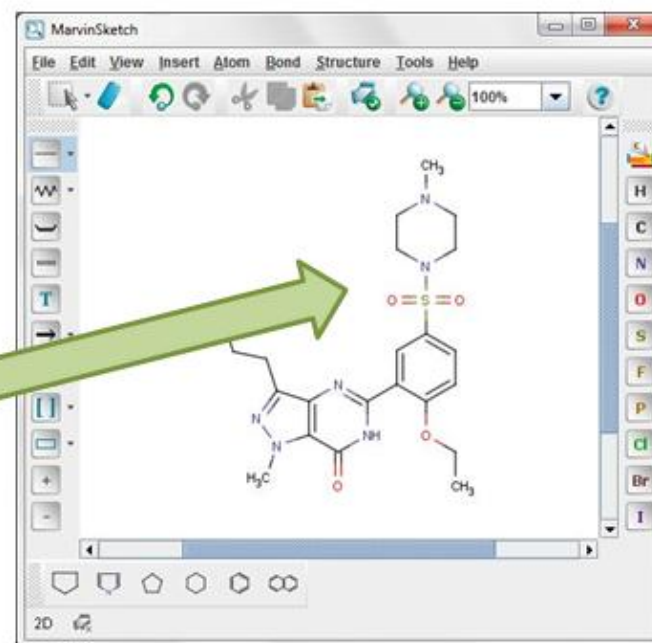 MarvinSketch
File Edit View Insert Atom Bond Structure Tools Help
100% ?
CH₃
N
N
O S O
N
N
N
NH
N
H₃C
O
O
CH₃
H
C
N
O
S
F
P
Cl
Br
I
T
[ ]
+
-
2D